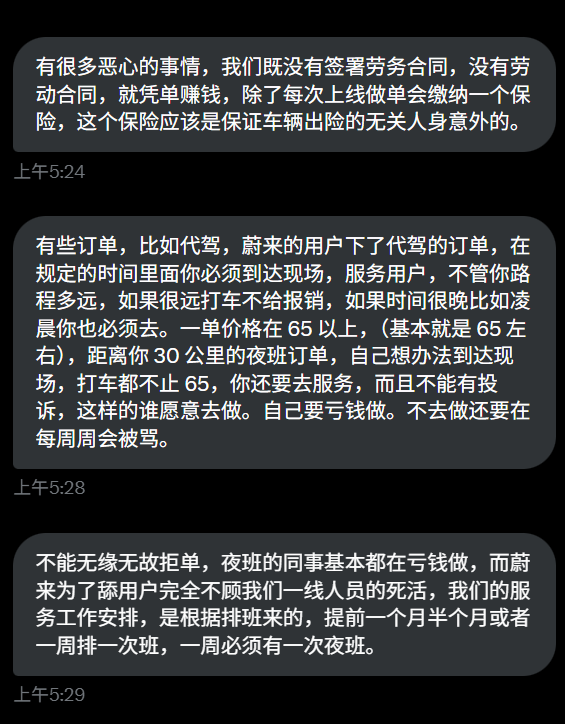 有很多恶心的事情，我们既没有签署劳务合同，没有劳
动合同，就凭单赚钱，除了每次上线做单会缴纳一个保
险，这个保险应该是保证车辆出险的无关人身意外的。
上午5:24
有些订单，比如代驾，蔚来的用户下了代驾的订单，在
规定的时间里面你必须到达现场，服务用户，不管你路
程多远，如果很远打车不给报销，如果时间很晚比如凌
晨你也必须去。一单价格在 65 以上，（基本就是 65 左
右），距离你 30 公里的夜班订单，自己想办法到达现
场，打车都不止 65，你还要去服务，而且不能有投
诉，这样的谁愿意去做。自己要亏钱做。不去做还要在
每周周会被骂。
上午5:28
不能无缘无故拒单，夜班的同事基本都在亏钱做，而蔚
来为了舔用户完全不顾我们一线人员的死活，我们的服
务工作安排，是根据排班来的，提前一个月半个月或者
一周排一次班，一周必须有一次夜班。
上午5:29